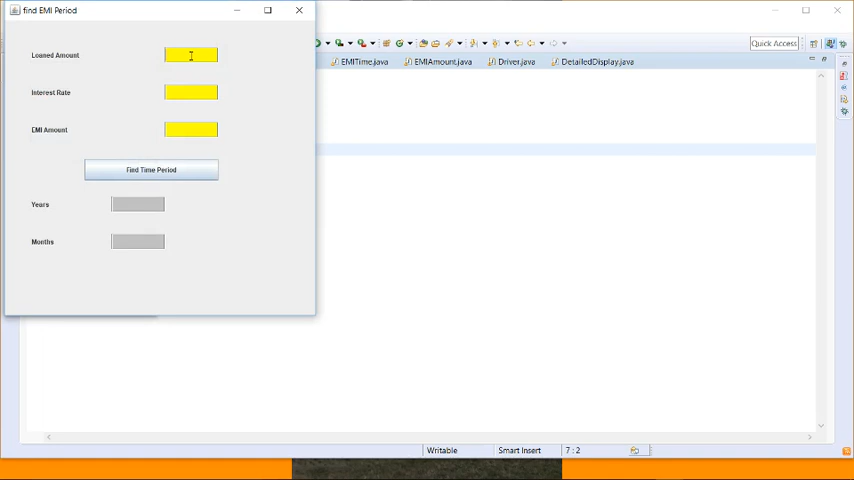 find EMI Period
Quick Access
EMITime.java
EMIAmount.java
Driver.java
DetailedDisplay.java
Loaned Amount
Interest Rate
EMI Amount
Find Time Period
Years
Months
Writable
Smart Insert
7 : 2